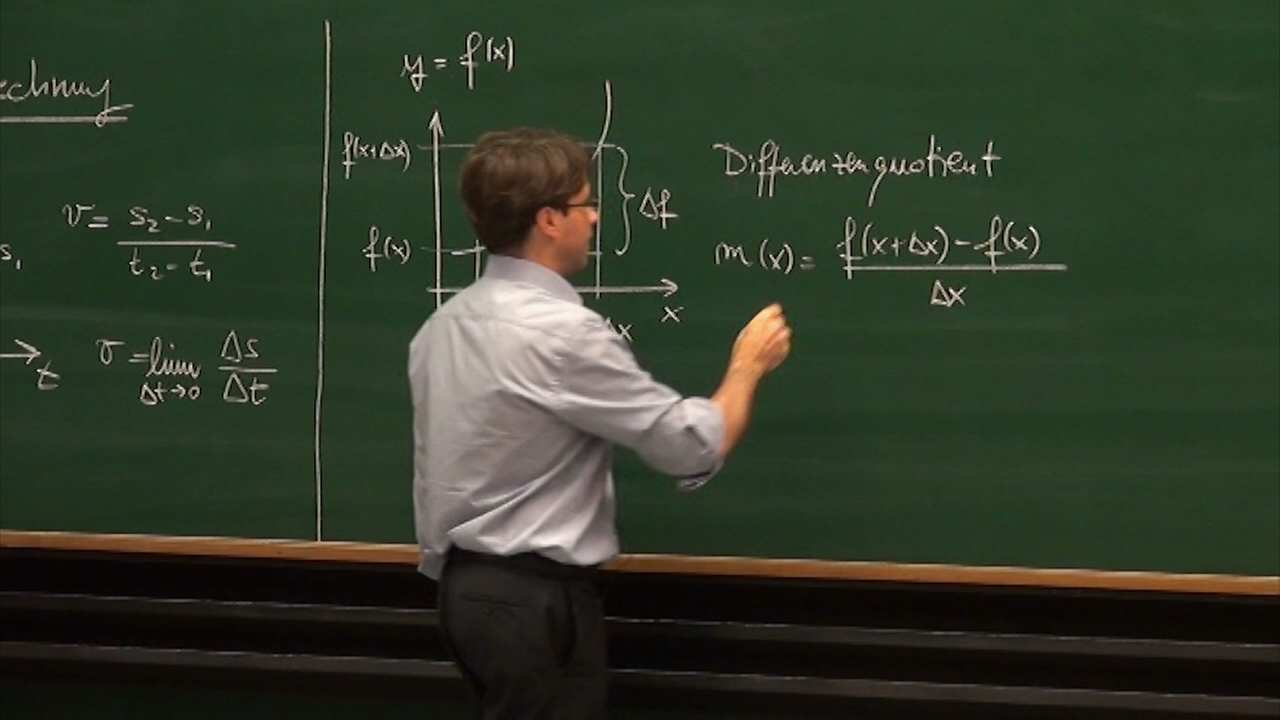 echnung
v = s₂ - s₁ / t₂ - t₁
s₁
t
v = lim Δt→0 Δs / Δt
y = f(x)
f(x+Δx)
f(x)
Δf
x
Δx
Differenzenquotient
m(x) = f(x+Δx) - f(x) / Δx